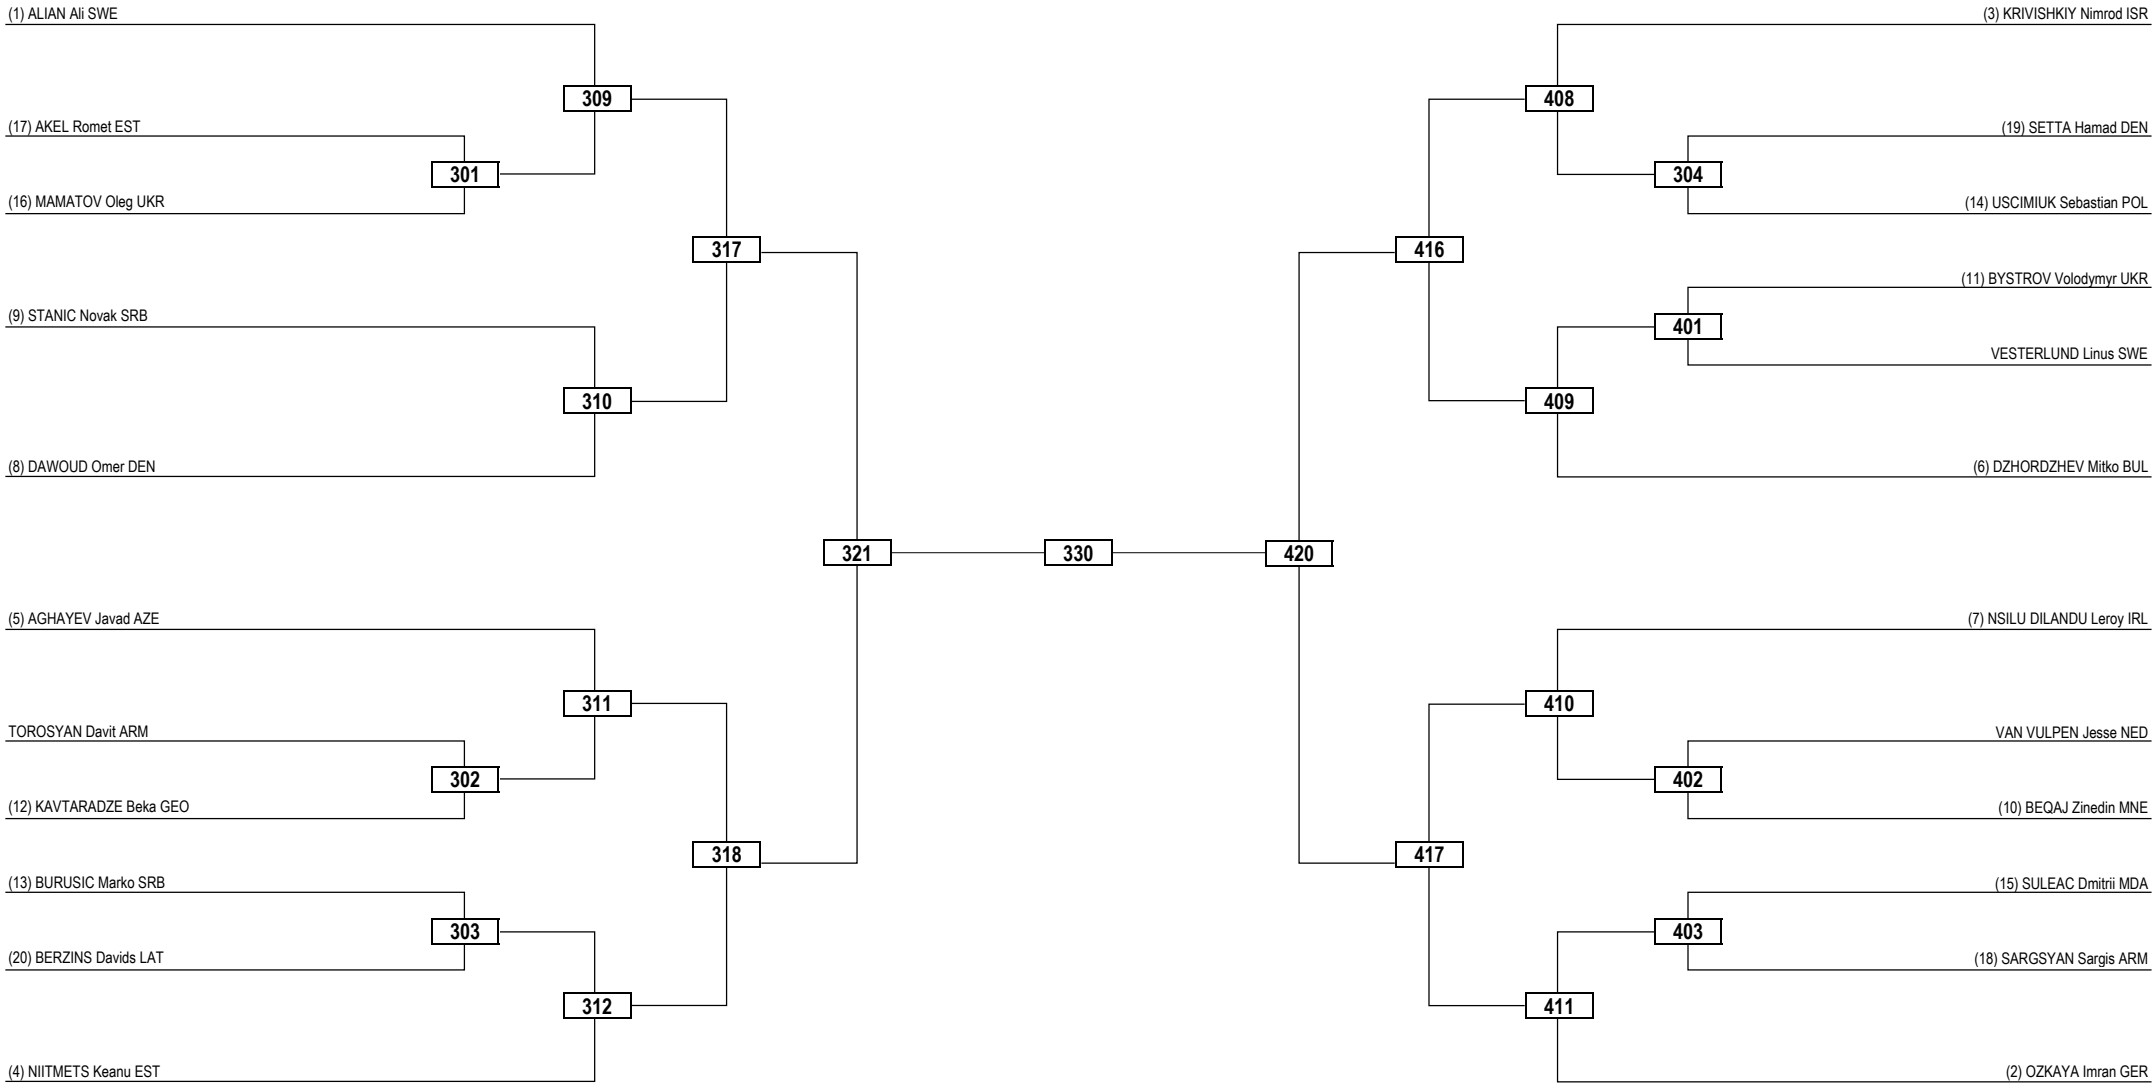 (1) ALIAN Ali SWE
(3) KRIVISHKIY Nimrod ISR
309
408
(17) AKEL Romet EST
(19) SETTA Hamad DEN
301
304
(16) MAMATOV Oleg UKR
(14) USCIMIUK Sebastian POL
317
416
(11) BYSTROV Volodymyr UKR
(9) STANIC Novak SRB
401
VESTERLUND Linus SWE
310
409
(8) DAWOUD Omer DEN
(6) DZHORDZHEV Mitko BUL
321
330
420
(5) AGHAYEV Javad AZE
(7) NSILU DILANDU Leroy IRL
311
410
TOROSYAN Davit ARM
VAN VULPEN Jesse NED
302
402
(12) KAVTARADZE Beka GEO
(10) BEQAJ Zinedin MNE
318
417
(13) BURUSIC Marko SRB
(15) SULEAC Dmitrii MDA
303
403
(20) BERZINS Davids LAT
(18) SARGSYAN Sargis ARM
312
411
(4) NIITMETS Keanu EST
(2) OZKAYA Imran GER